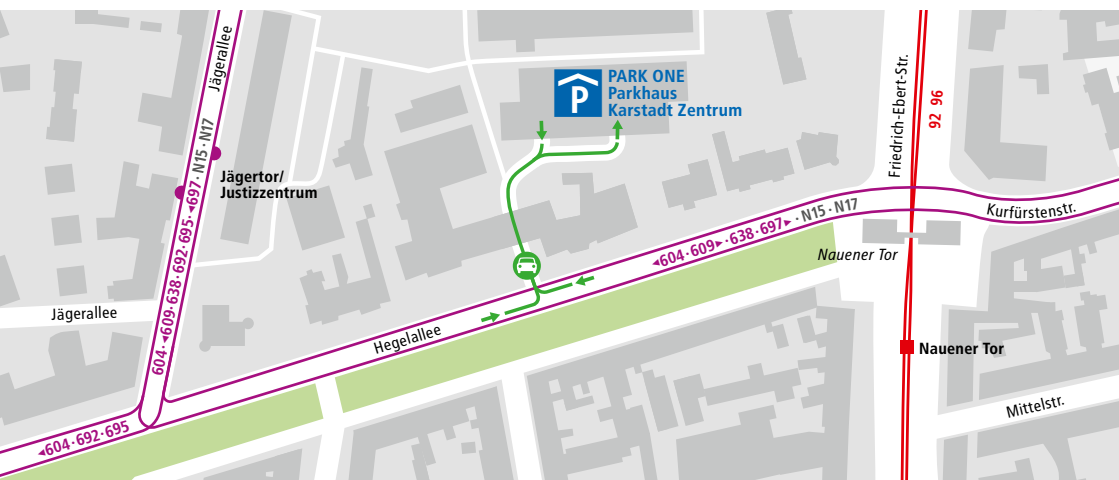 Jägerallee
604·◂609·638·692·695·◂697·N15·N17
Jägertor/
Justizzentrum
PARK ONE
Parkhaus
Karstadt Zentrum
P
Friedrich-Ebert-Str.
92 96
Kurfürstenstr.
◂604·609▸·638·697▸·N15·N17
Nauener Tor
Jägerallee
Hegelallee
Nauener Tor
Mittelstr.
◂604·692·695